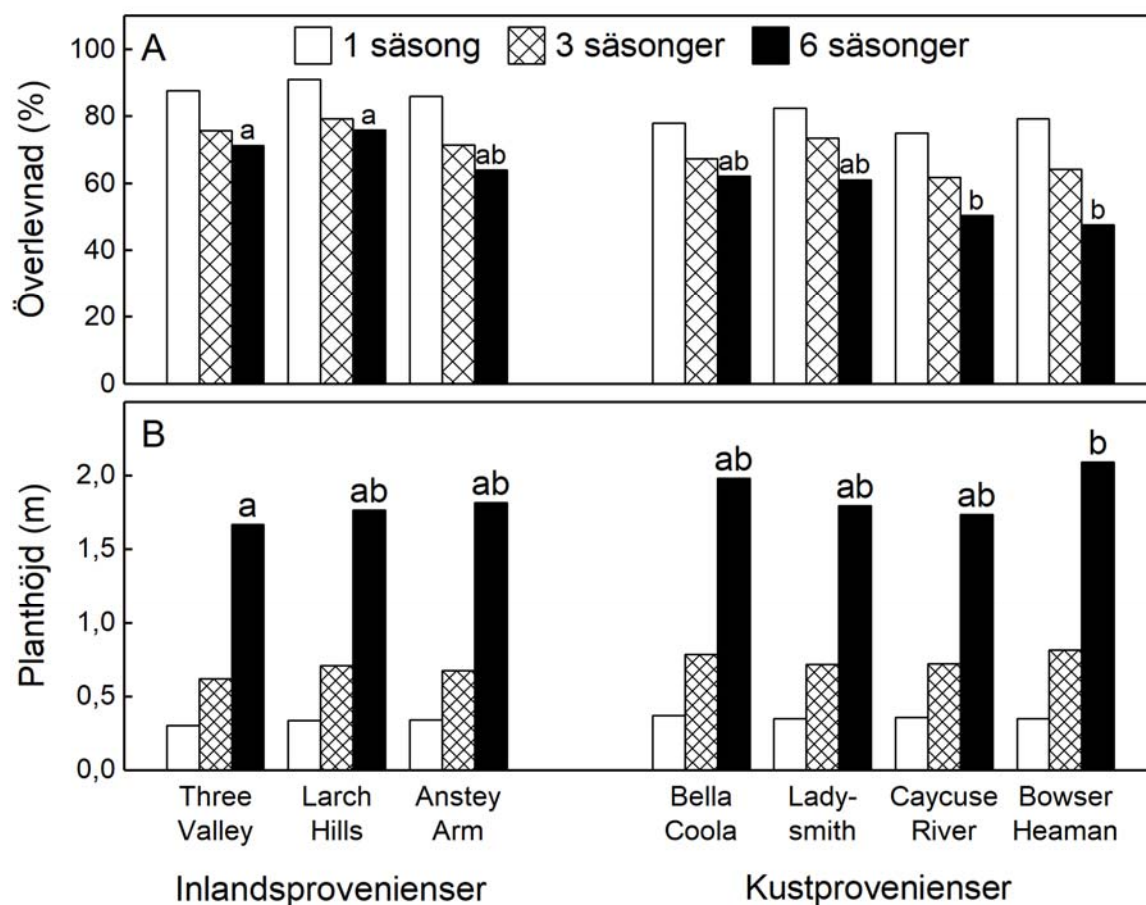 A
1 säsong 3 säsonger 6 säsonger
100
80
60
40
20
0
Överlevnad (%)
a a ab ab ab b b
B
2,0
1,5
1,0
0,5
0,0
Planthöjd (m)
a ab ab ab ab ab b
Three Larch Anstey Bella Lady- Caycuse Bowser
Valley Hills Arm Coola smith River Heaman
Inlandsprovenienser Kustprovenienser